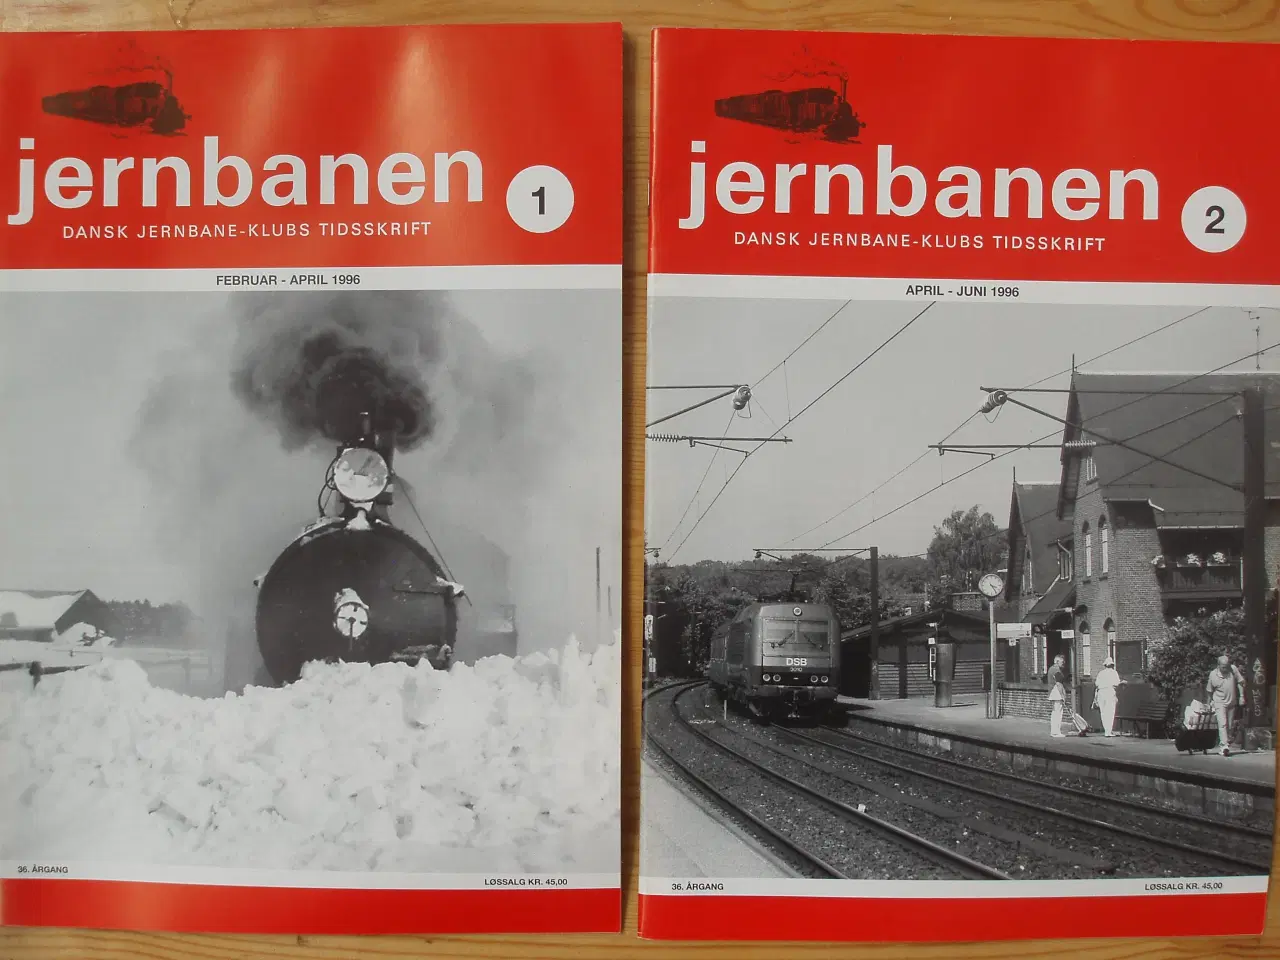 jernbanen
1
DANSK JERNBANE-KLUBS TIDSSKRIFT
FEBRUAR - APRIL 1996
36. ÅRGANG
LØSSALG KR. 45,00
jernbanen
2
DANSK JERNBANE-KLUBS TIDSSKRIFT
APRIL - JUNI 1996
DSB
36. ÅRGANG
LØSSALG KR. 45,00